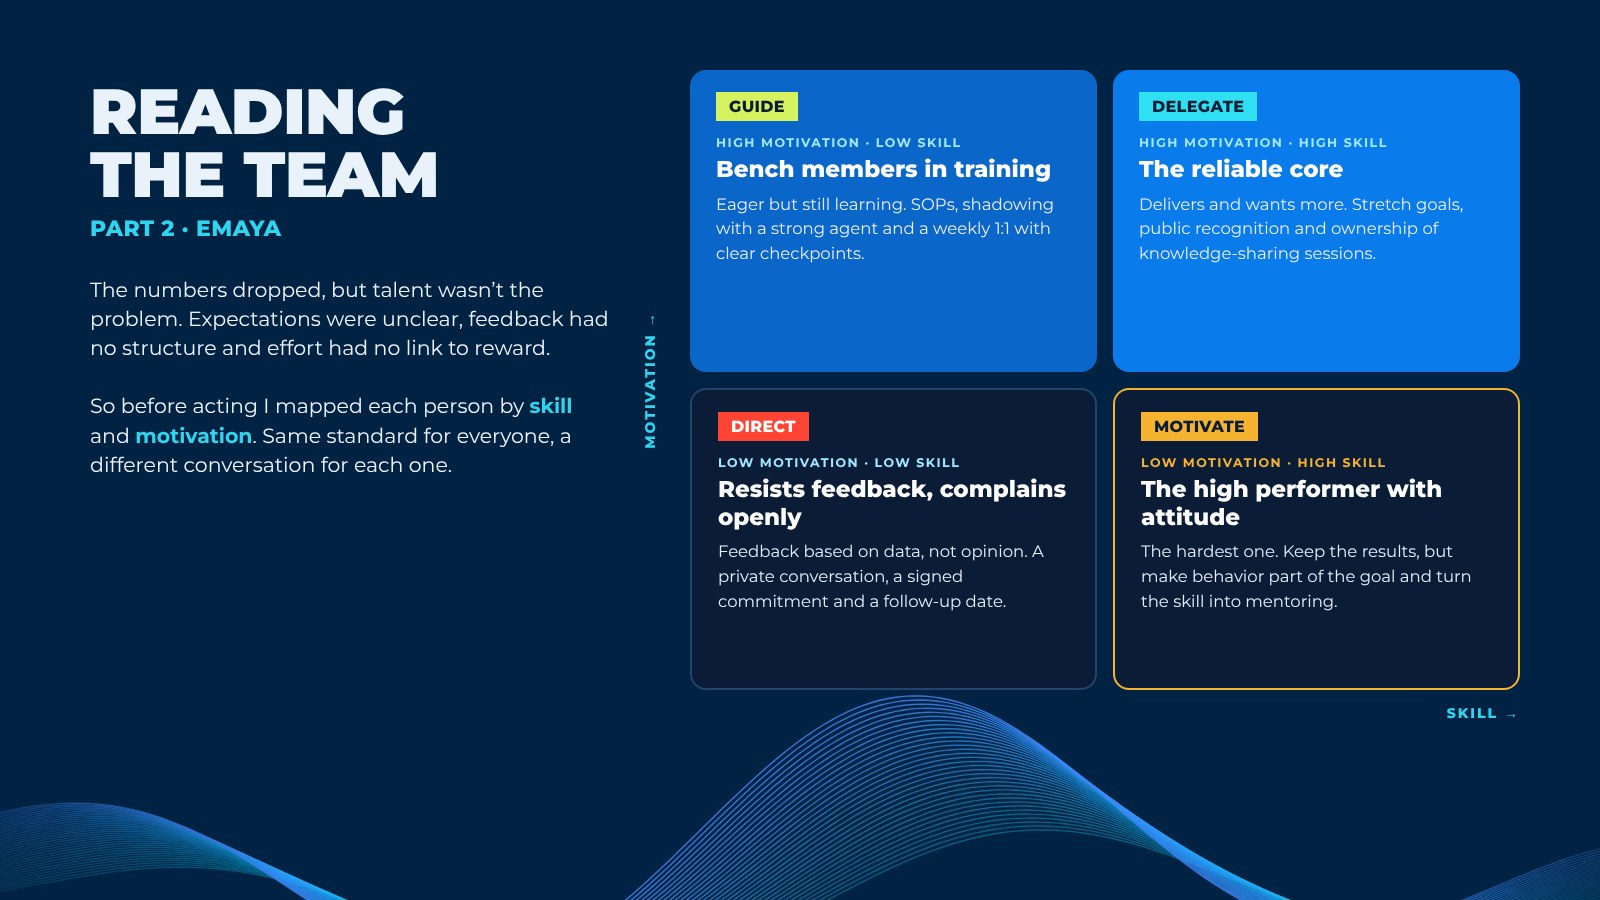 READING
THE TEAM
PART 2 · EMAYA
The numbers dropped, but talent wasn’t the
problem. Expectations were unclear, feedback had
no structure and effort had no link to reward.
So before acting I mapped each person by skill
and motivation. Same standard for everyone, a
different conversation for each one.
MOTIVATION →
GUIDE
HIGH MOTIVATION · LOW SKILL
Bench members in training
Eager but still learning. SOPs, shadowing
with a strong agent and a weekly 1:1 with
clear checkpoints.
DELEGATE
HIGH MOTIVATION · HIGH SKILL
The reliable core
Delivers and wants more. Stretch goals,
public recognition and ownership of
knowledge-sharing sessions.
DIRECT
LOW MOTIVATION · LOW SKILL
Resists feedback, complains
openly
Feedback based on data, not opinion. A
private conversation, a signed
commitment and a follow-up date.
MOTIVATE
LOW MOTIVATION · HIGH SKILL
The high performer with
attitude
The hardest one. Keep the results, but
make behavior part of the goal and turn
the skill into mentoring.
SKILL →